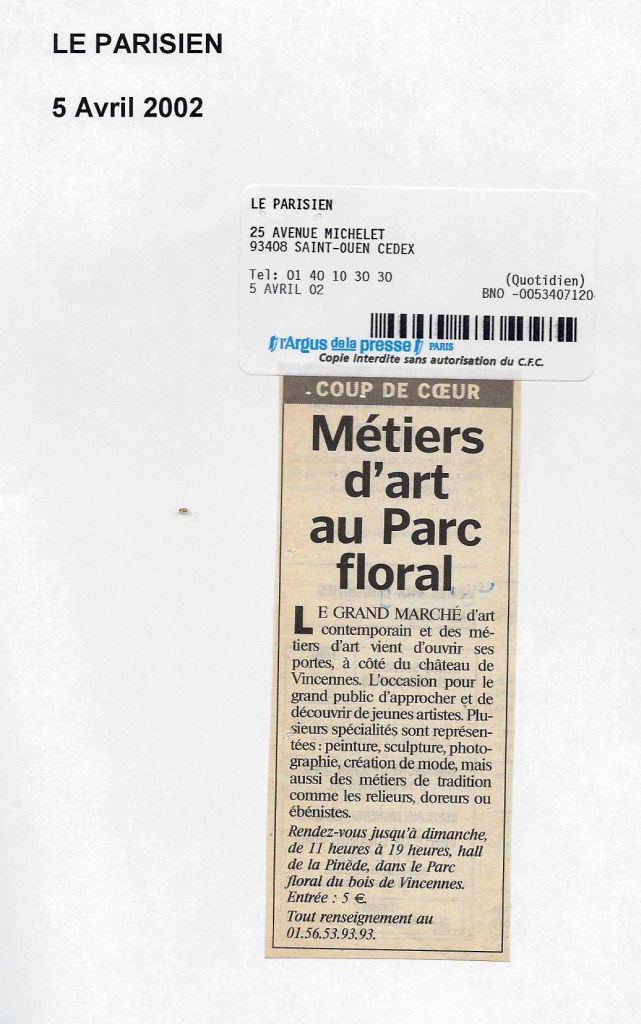 LE PARISIEN
5 Avril 2002
LE PARISIEN
25 AVENUE MICHELET
93408 SAINT-OUEN CEDEX
Tel: 01 40 10 30 30
(Quotidien)
5 AVRIL 02
BNO -0053407120
l'Argus de la presse PARIS
Copie interdite sans autorisation du C.F.C.
COUP DE CŒUR
Métiers
d'art
au Parc
floral
LE GRAND MARCHÉ d'art
contemporain et des mé-
tiers d'art vient d'ouvrir ses
portes, à côté du château de
Vincennes. L'occasion pour le
grand public d'approcher et de
découvrir de jeunes artistes. Plu-
sieurs spécialités sont représen-
tées : peinture, sculpture, photo-
graphie, création de mode, mais
aussi des métiers de tradition
comme les relieurs, doreurs ou
ébénistes.
Rendez-vous jusqu'à dimanche,
de 11 heures à 19 heures, hall
de la Pinède, dans le Parc
floral du bois de Vincennes.
Entrée : 5 €.
Tout renseignement au
01.56.53.93.93.